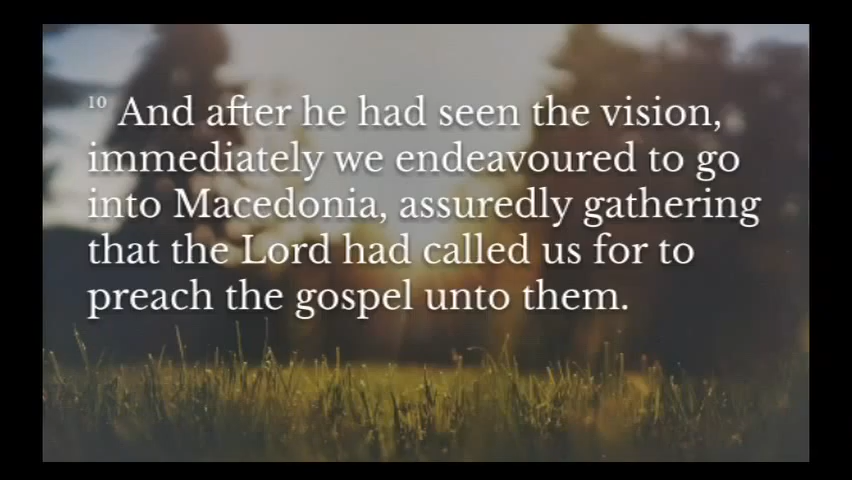 10 And after he had seen the vision,
immediately we endeavoured to go
into Macedonia, assuredly gathering
that the Lord had called us for to
preach the gospel unto them.